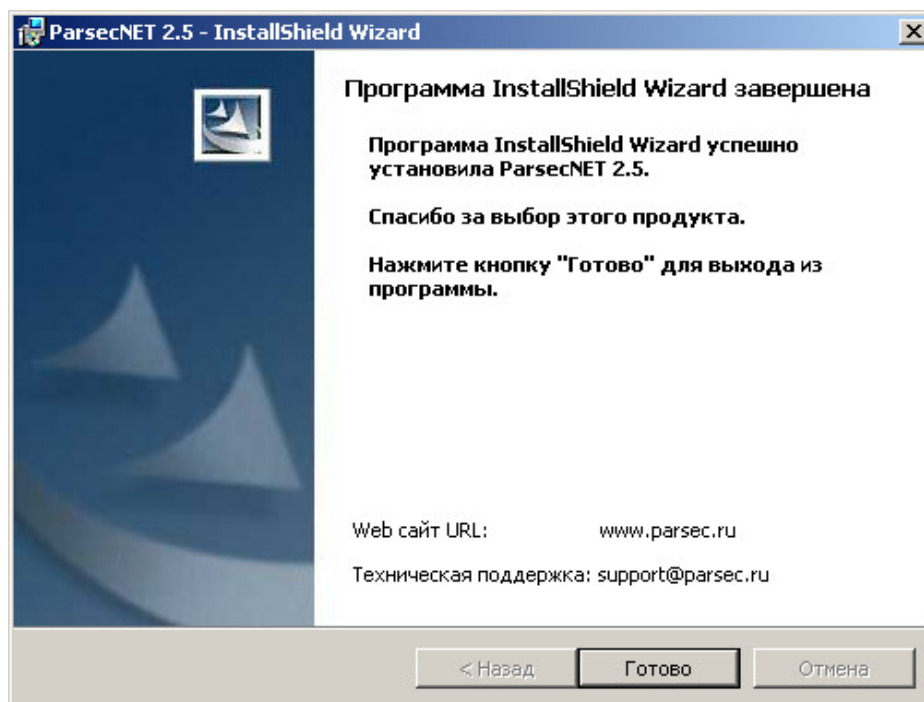 ParsecNET 2.5 - InstallShield Wizard
Программа InstallShield Wizard завершена
Программа InstallShield Wizard успешно
установила ParsecNET 2.5.
Спасибо за выбор этого продукта.
Нажмите кнопку "Готово" для выхода из
программы.
Web сайт URL: www.parsec.ru
Техническая поддержка: support@parsec.ru
< Назад Готово Отмена